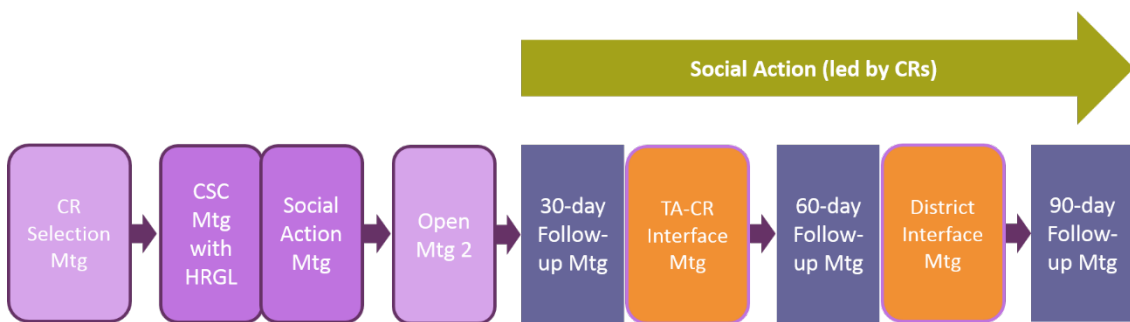 Social Action (led by CRs)
CR
Selection
Mtg
CSC
Mtg
with
HRGL
Social
Action
Mtg
Open
Mtg 2
30-day
Follow-
up Mtg
TA-CR
Interface
Mtg
60-day
Follow-
up Mtg
District
Interface
Mtg
90-day
Follow-
up Mtg